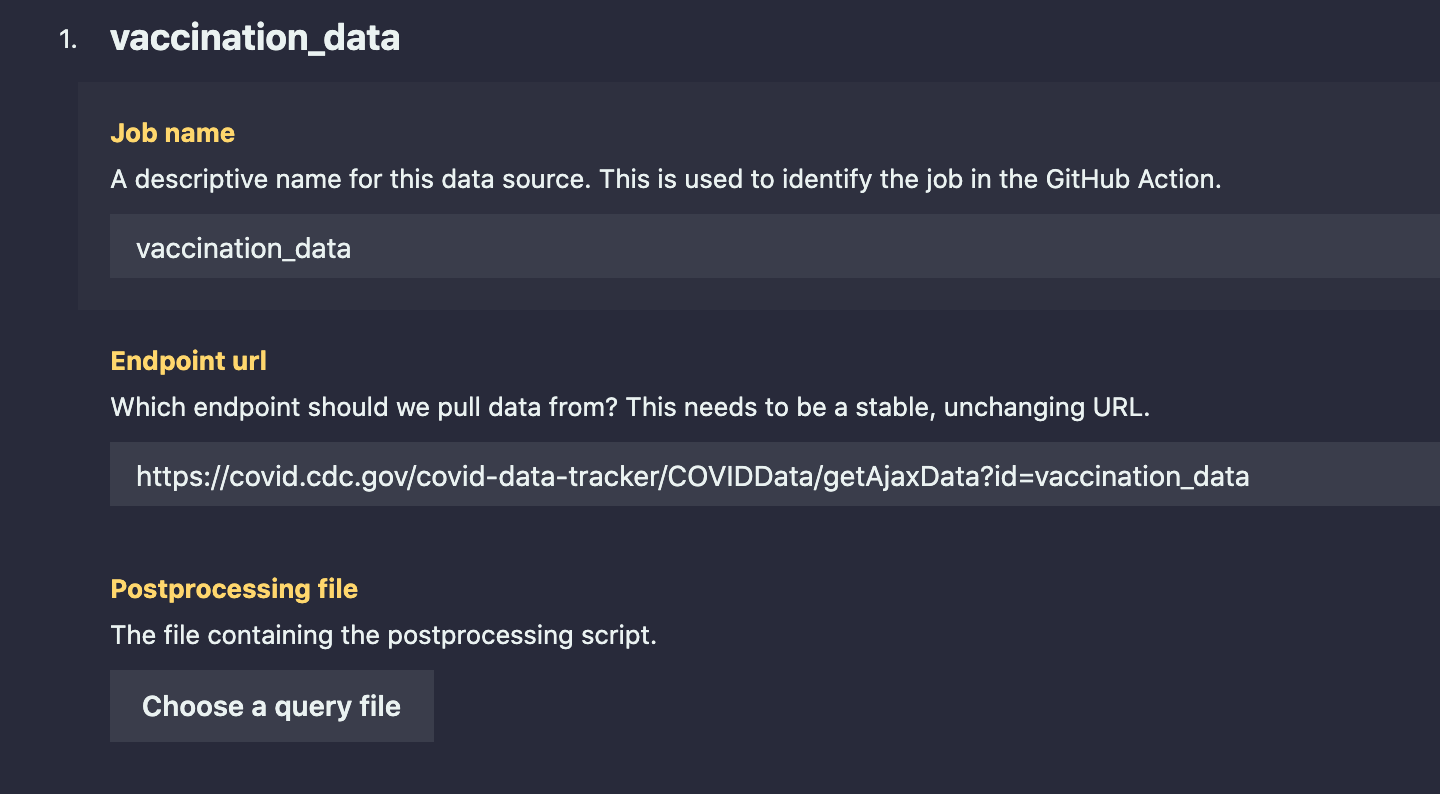 1. vaccination_data
Job name
A descriptive name for this data source. This is used to identify the job in the GitHub Action.
vaccination_data
Endpoint url
Which endpoint should we pull data from? This needs to be a stable, unchanging URL.
https://covid.cdc.gov/covid-data-tracker/COVIDData/getAjaxData?id=vaccination_data
Postprocessing file
The file containing the postprocessing script.
Choose a query file